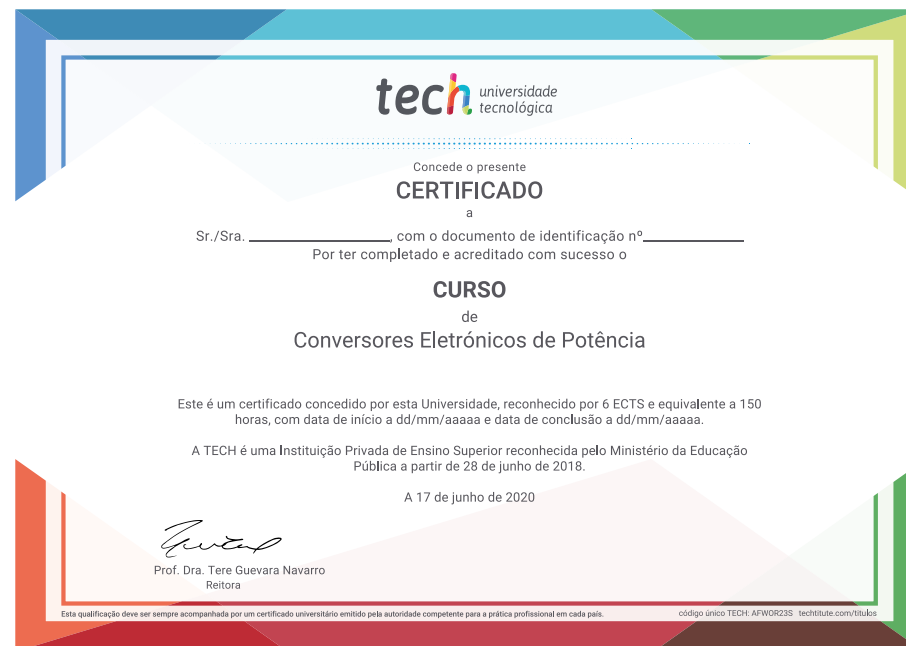 tech universidade
tecnológica
Concede o presente
CERTIFICADO
a
Sr./Sra. ____________, com o documento de identificação nº____________
Por ter completado e acreditado com sucesso o
CURSO
de
Conversores Eletrónicos de Potência
Este é um certificado concedido por esta Universidade, reconhecido por 6 ECTS e equivalente a 150
horas, com data de início a dd/mm/aaaaa e data de conclusão a dd/mm/aaaaa.
A TECH é uma Instituição Privada de Ensino Superior reconhecida pelo Ministério da Educação
Pública a partir de 28 de junho de 2018.
A 17 de junho de 2020
Prof. Dra. Tere Guevara Navarro
Reitora
Esta qualificação deve ser sempre acompanhada por um certificado universitário emitido pela autoridade competente para a prática profissional em cada país. código único TECH: AFWOR23S techtitute.com/titulos